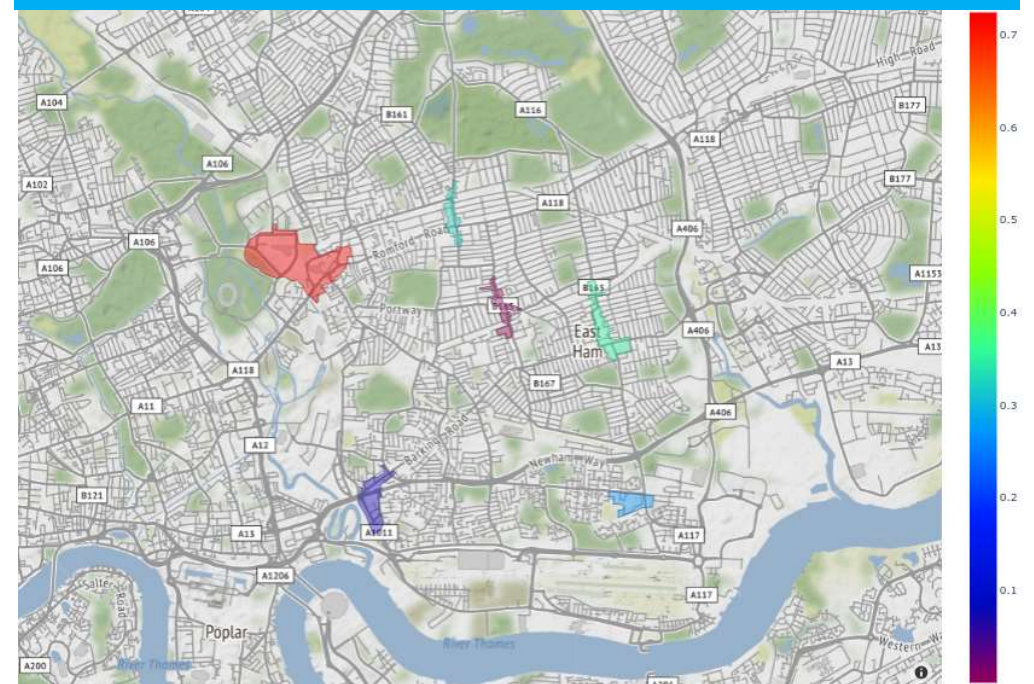 High Road
0.7
A104
B161
A116
B177
0.6
A118
A106
A102
B177
A118
0.5
A106
Romford Road
A406
A106
A1153
B165
Portway
East
Ham
0.4
A406
A13
A13
A118
B167
A11
A406
0.3
A12
Barking Road
Newham Way
B121
0.2
A13
A1011
A117
A1206
Salter
Road
A117
0.1
Poplar
River Thames
River Thames
A200